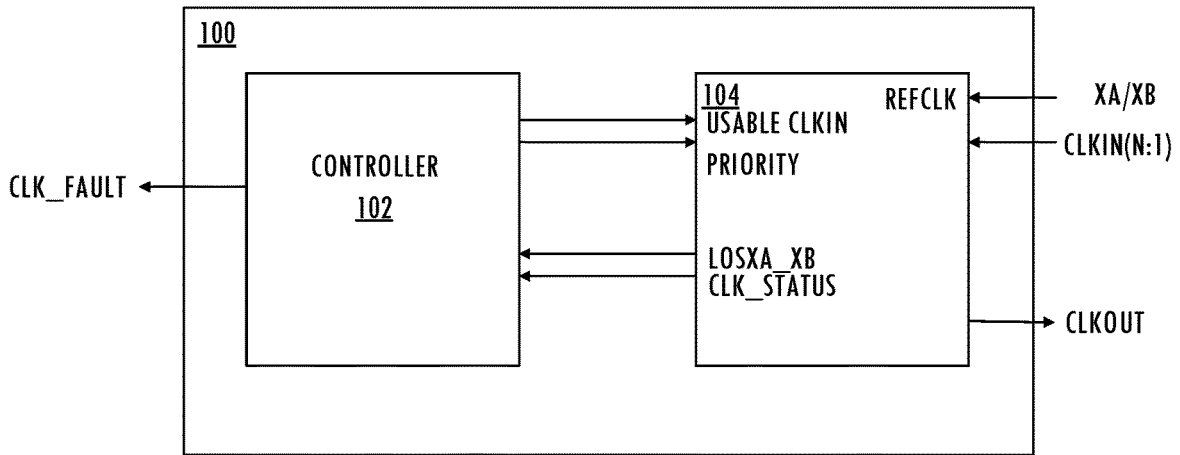 100
104
REFCLK
XA/XB
USABLE CLKIN
CLKIN(N:1)
PRIORITY
CONTROLLER
102
CLK_FAULT
LOSXA_XB
CLK_STATUS
CLKOUT